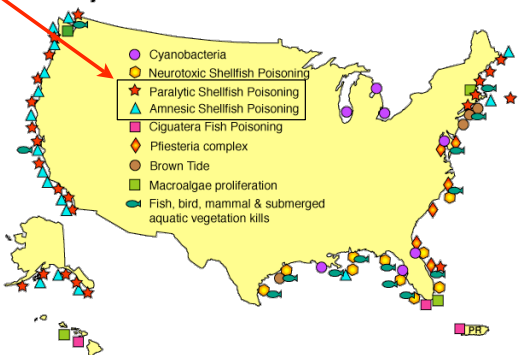 Cyanobacteria
Neurotoxic Shellfish Poisoning
Paralytic Shellfish Poisoning
Amnesic Shellfish Poisoning
Ciguatera Fish Poisoning
Pfiesteria complex
Brown Tide
Macroalgae proliferation
Fish, bird, mammal & submerged
aquatic vegetation kills
PR